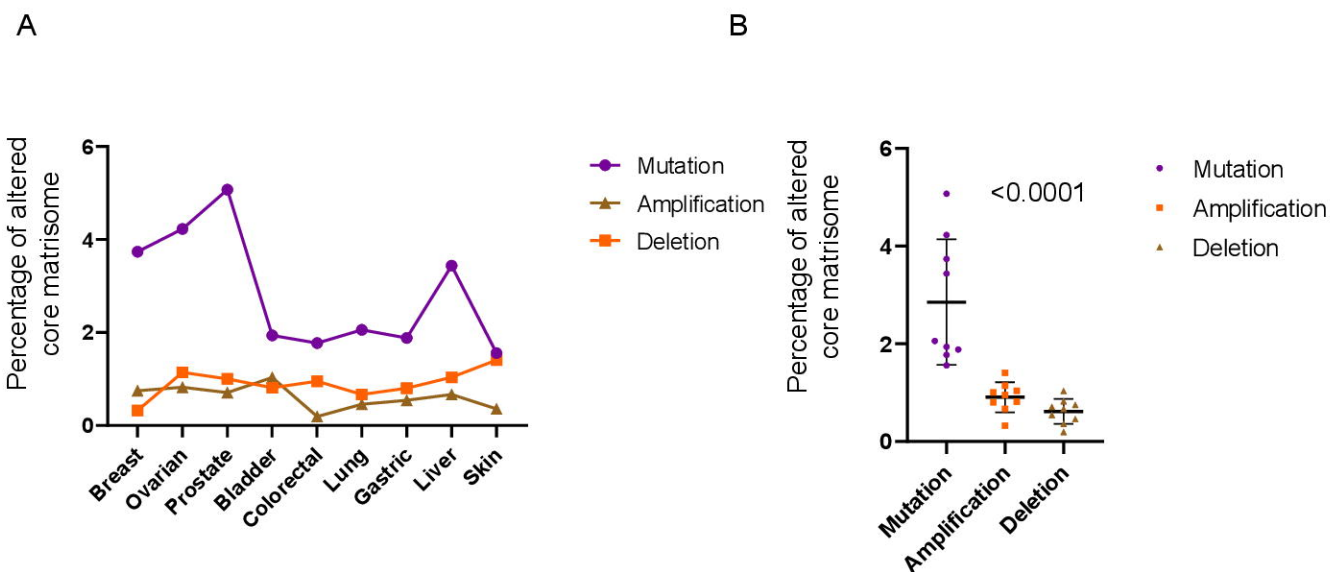 A
Percentage of altered
core matrisome
6
4
2
0
Breast
Ovarian
Prostate
Bladder
Colorectal
Lung
Gastric
Liver
Skin
Mutation
Amplification
Deletion
B
Percentage of altered
core matrisome
6
4
2
0
<0.0001
Mutation
Amplification
Deletion
Mutation
Amplification
Deletion